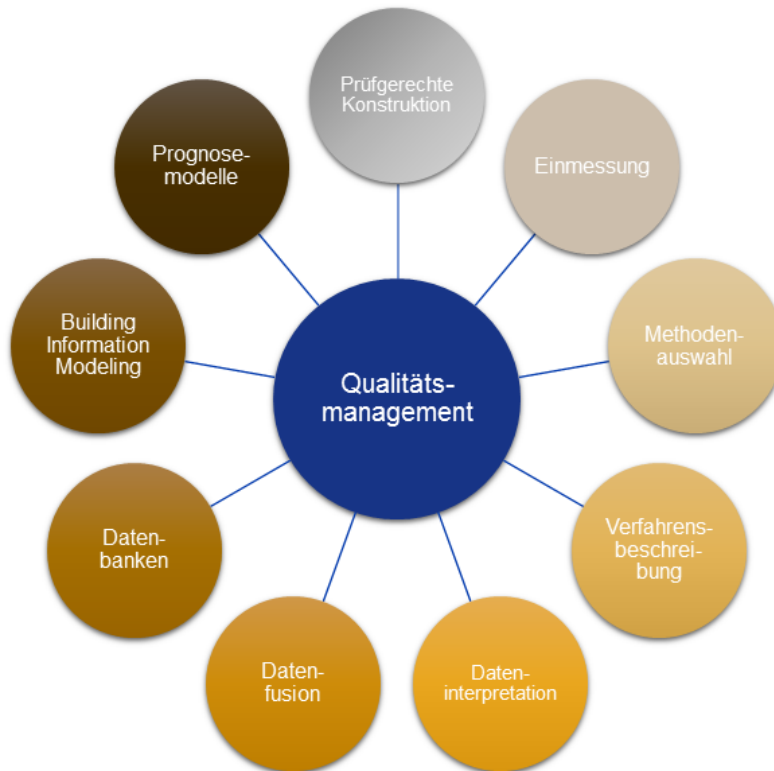 Prüfgerechte
Konstruktion
Einmessung
Methoden-
auswahl
Verfahrens-
beschrei-
bung
Daten-
interpretation
Daten-
fusion
Daten-
banken
Building
Information
Modeling
Prognose-
modelle
Qualitäts-
management